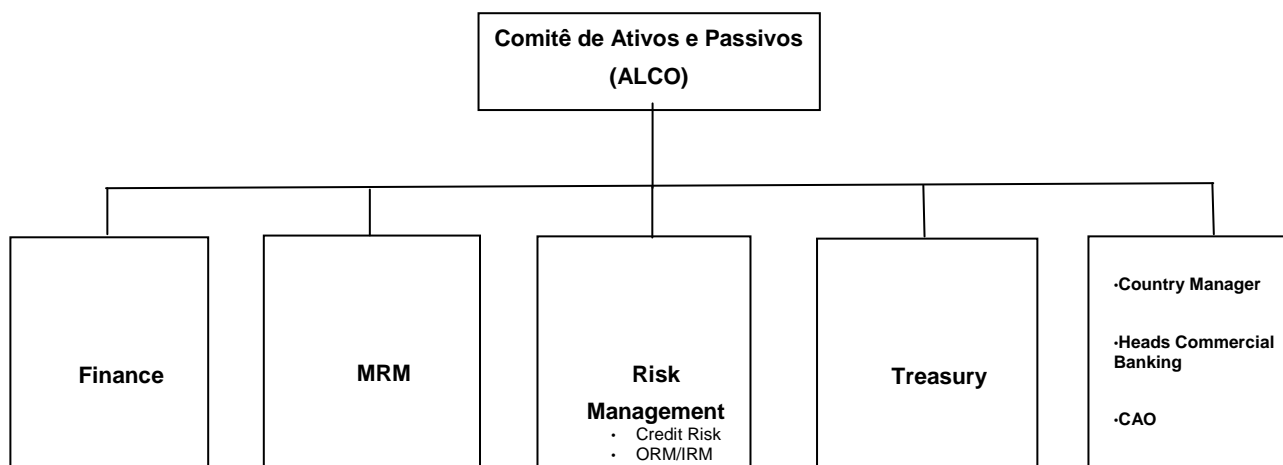 Comitê de Ativos e Passivos
(ALCO)
Finance
MRM
Risk
Management
• Credit Risk
• ORM/IRM
Treasury
•Country Manager
•Heads Commercial
Banking
•CAO